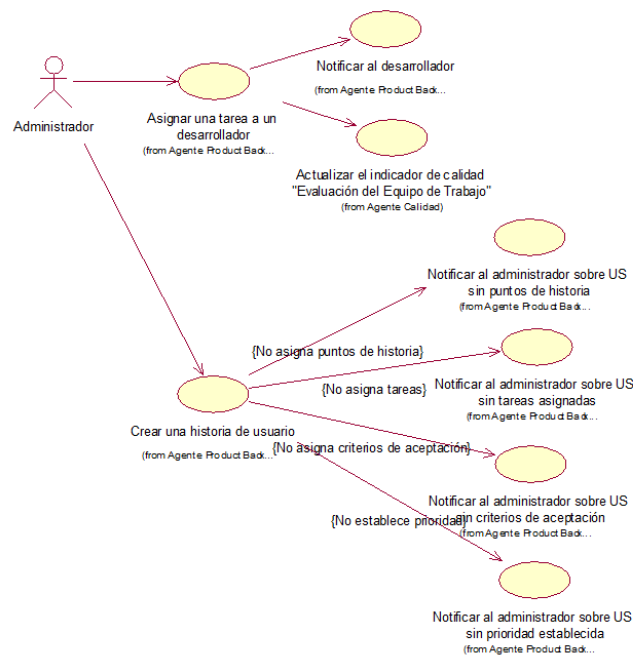 Notificar al desarrollador
(from Agente Product Back...
Administrador
Asignar una tarea a un
desarrollador
(from Agente Product Back...
Actualizar el indicador de calidad
"Evaluación del Equipo de Trabajo"
(from Agente Calidad)
Notificar al administrador sobre US
sin puntos de historia
(from Agente Product Back...
{No asigna puntos de historia}
{No asigna tareas}
Notificar al administrador sobre US
sin tareas asignadas
(from Agente Product Back...
Crear una historia de usuario
(from Agente Product Back...
{No asigna criterios de aceptación}
Notificar al administrador sobre US
sin criterios de aceptación
(from Agente Product Back...
{No establece prioridad}
Notificar al administrador sobre US
sin prioridad establecida
(from Agente Product Back...